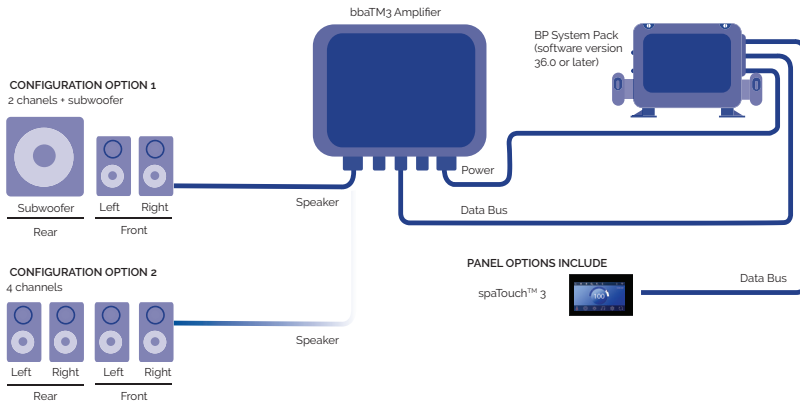 bbaTM3 Amplifier
BP System Pack
(software version
36.0 or later)
CONFIGURATION OPTION 1
2 chanels + subwoofer
Power
Speaker
Subwoofer Left Right
Data Bus
Rear Front
PANEL OPTIONS INCLUDE
CONFIGURATION OPTION 2
4 channels
Data Bus
spaTouch™ 3
100
Speaker
Left Right Left Right
Rear Front